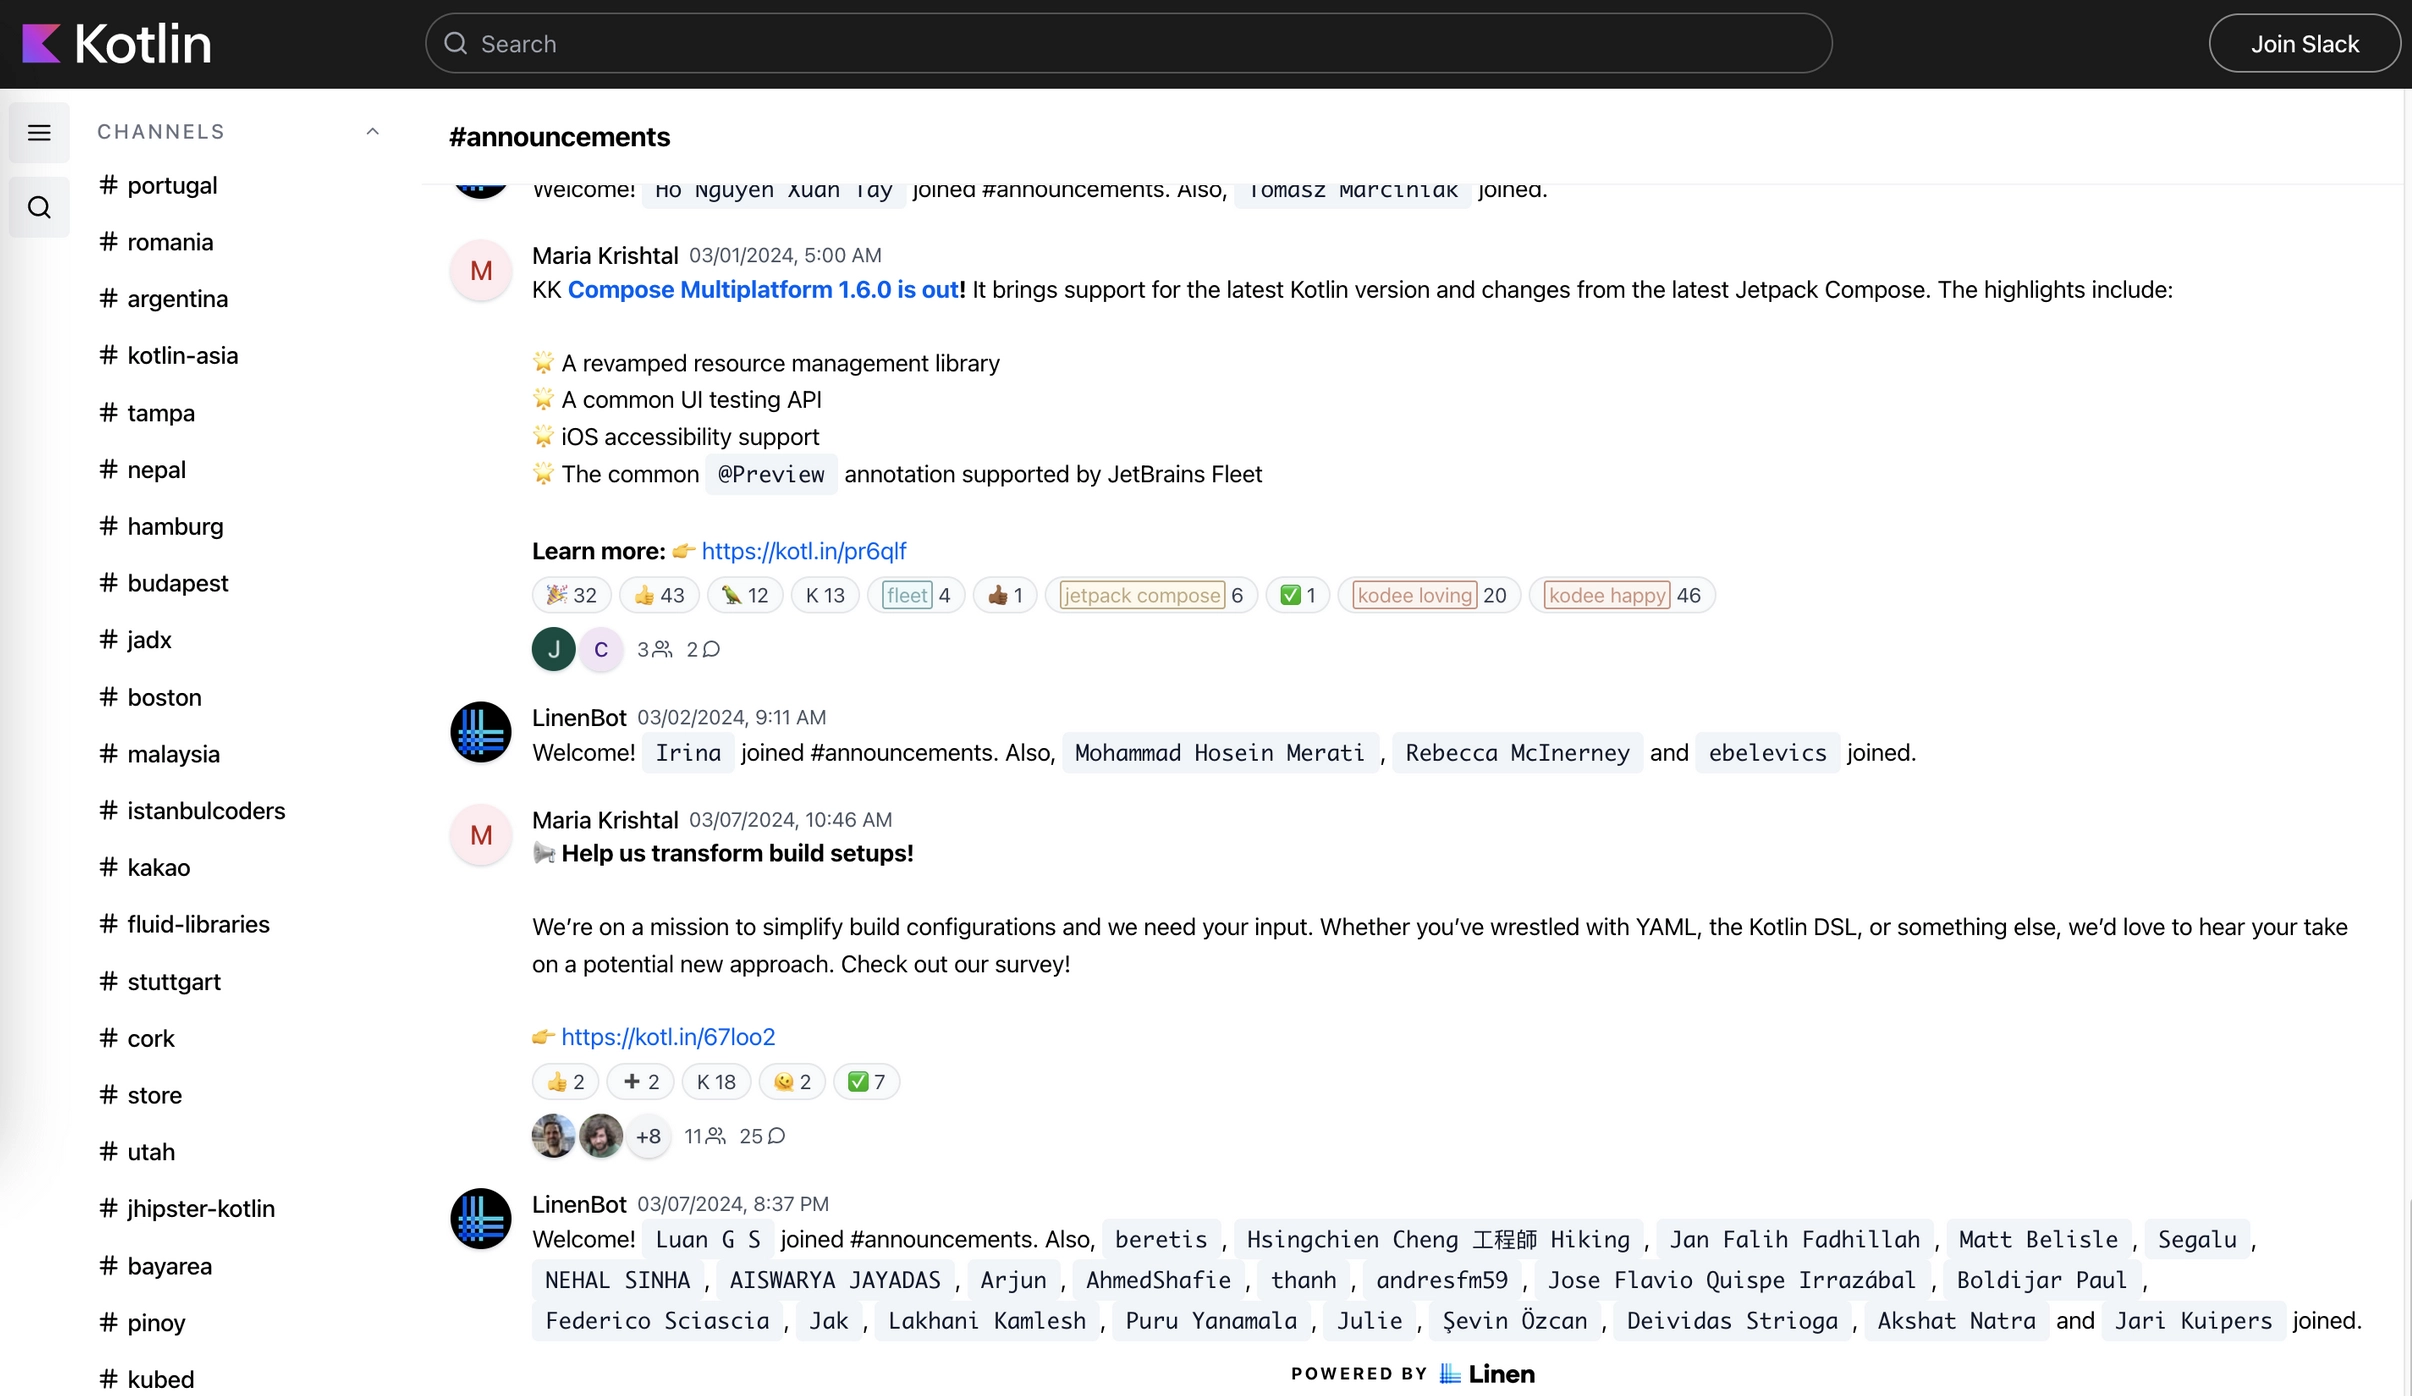 Kotlin
Search
Join Slack
CHANNELS
# portugal
# romania
# argentina
# kotlin-asia
# tampa
# nepal
# hamburg
# budapest
# jadx
# boston
# malaysia
# istanbulcoders
# kakao
# fluid-libraries
# stuttgart
# cork
# store
# utah
# jhipster-kotlin
# bayarea
# pinoy
# kubed
#announcements
Welcome! Ho Nguyen Xuan Tay joined #announcements. Also, Tomasz Marciniak joined.
M
Maria Krishtal 03/01/2024, 5:00 AM
KK Compose Multiplatform 1.6.0 is out! It brings support for the latest Kotlin version and changes from the latest Jetpack Compose. The highlights include:
🌟 A revamped resource management library
🌟 A common UI testing API
🌟 iOS accessibility support
🌟 The common @Preview annotation supported by JetBrains Fleet
Learn more: 👉 https://kotl.in/pr6qlf
🎉 32 👍 43 🦜 12 K 13 fleet 4 👍🏾 1 jetpack compose 6 ✅ 1 kodee loving 20 kodee happy 46
J C 3 2
LinenBot 03/02/2024, 9:11 AM
Welcome! Irina joined #announcements. Also, Mohammad Hosein Merati , Rebecca McInerney and ebelevics joined.
M
Maria Krishtal 03/07/2024, 10:46 AM
📢 Help us transform build setups!
We’re on a mission to simplify build configurations and we need your input. Whether you’ve wrestled with YAML, the Kotlin DSL, or something else, we’d love to hear your take
on a potential new approach. Check out our survey!
👉 https://kotl.in/67loo2
👍 2 ➕ 2 K 18 🫠 2 ✅ 7
+8 11 25
LinenBot 03/07/2024, 8:37 PM
Welcome! Luan G S joined #announcements. Also, beretis , Hsingchien Cheng 工程師 Hiking , Jan Falih Fadhillah , Matt Belisle , Segalu ,
NEHAL SINHA , AISWARYA JAYADAS , Arjun , AhmedShafie , thanh , andresfm59 , Jose Flavio Quispe Irrazábal , Boldijar Paul ,
Federico Sciascia , Jak , Lakhani Kamlesh , Puru Yanamala , Julie , Şevin Özcan , Deividas Strioga , Akshat Natra and Jari Kuipers joined.
POWERED BY Linen